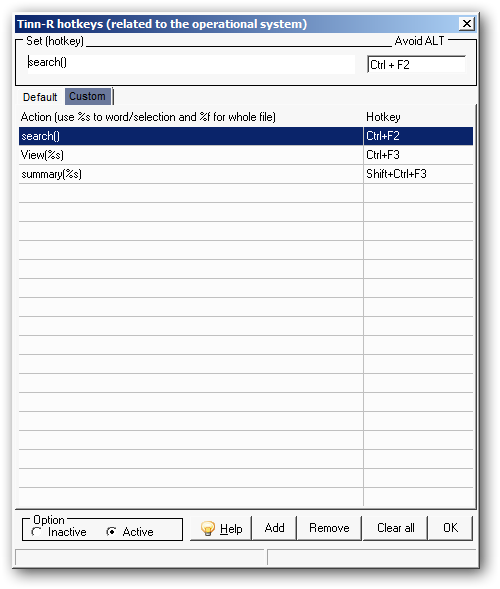 Tinn-R hotkeys (related to the operational system)
Set (hotkey) Avoid ALT
search() Ctrl + F2
Default Custom
Action (use %s to word/selection and %f for whole file) Hotkey
search() Ctrl+F2
View(%s) Ctrl+F3
summary(%s) Shift+Ctrl+F3
Option
Inactive Active Help Add Remove Clear all OK